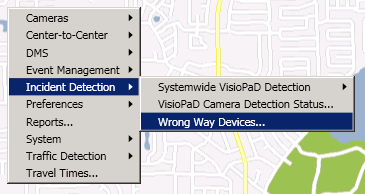 Cameras
Center-to-Center
DMS
Event Management
Incident Detection
Preferences
Reports...
System
Traffic Detection
Travel Times...
Systemwide VisioPaD Detection
VisioPaD Camera Detection Status...
Wrong Way Devices...